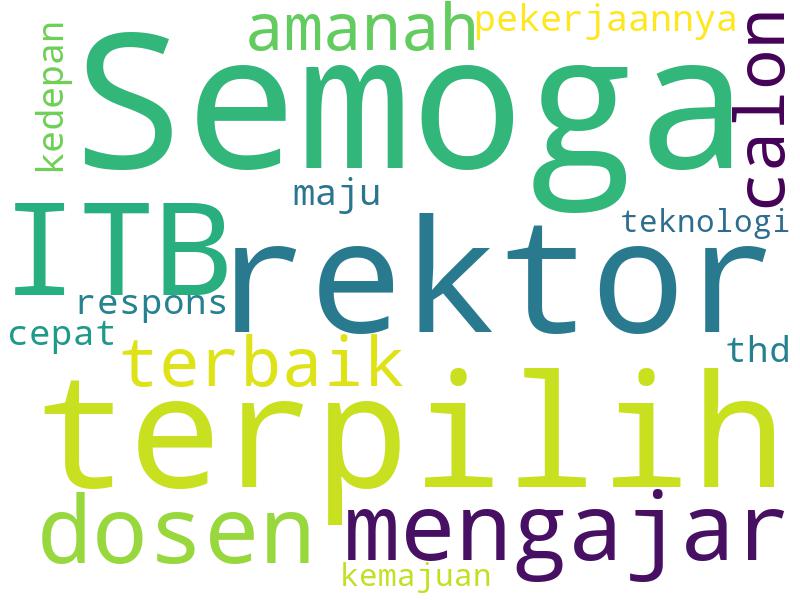 amanah
pekerjaannya
kedepan
Semoga
calon
maju
ITB
rektor
teknologi
respons
cepat
terbaik
thd
terpilih
dosen
mengajar
kemajuan